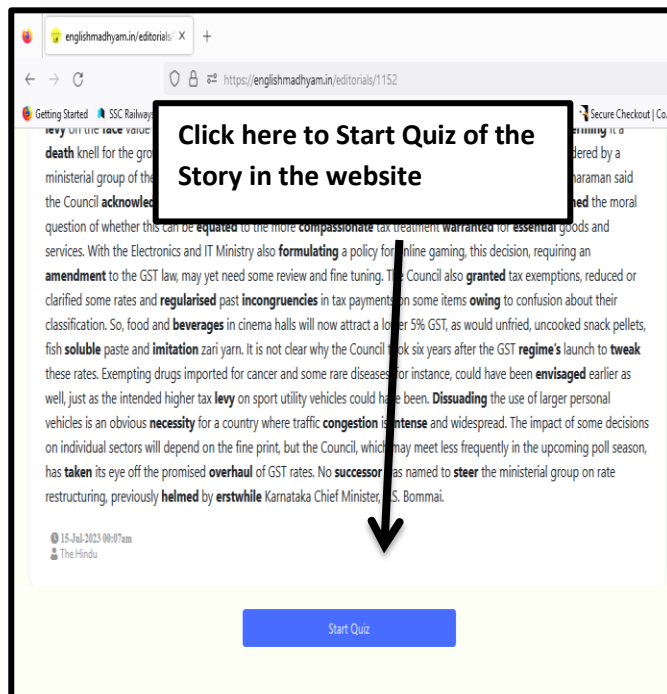 englishmadhyam.in/editorials/ X +
https://englishmadhyam.in/editorials/1152
Getting Started SSC Railway Secure Checkout | Co
Click here to Start Quiz of the
Story in the website
levy on the face value it a
death knell for the gro dered by a
ministerial group of the haraman said
the Council acknowled ned the moral
question of whether this can be equated to the more compassionate tax treatment warranted for essential goods and
services. With the Electronics and IT Ministry also formulating a policy for online gaming, this decision, requiring an
amendment to the GST law, may yet need some review and fine tuning. The Council also granted tax exemptions, reduced or
clarified some rates and regularised past incongruencies in tax payments on some items owing to confusion about their
classification. So, food and beverages in cinema halls will now attract a lower 5% GST, as would unfried, uncooked snack pellets,
fish soluble paste and imitation zari yarn. It is not clear why the Council took six years after the GST regime's launch to tweak
these rates. Exempting drugs imported for cancer and some rare diseases, for instance, could have been envisaged earlier as
well, just as the intended higher tax levy on sport utility vehicles could have been. Dissuading the use of larger personal
vehicles is an obvious necessity for a country where traffic congestion is intense and widespread. The impact of some decisions
on individual sectors will depend on the fine print, but the Council, which may meet less frequently in the upcoming poll season,
has taken its eye off the promised overhaul of GST rates. No successor was named to steer the ministerial group on rate
restructuring, previously helmed by erstwhile Karnataka Chief Minister, .S. Bommai.
15-Jul-2023 00:07am
The Hindu
Start Quiz